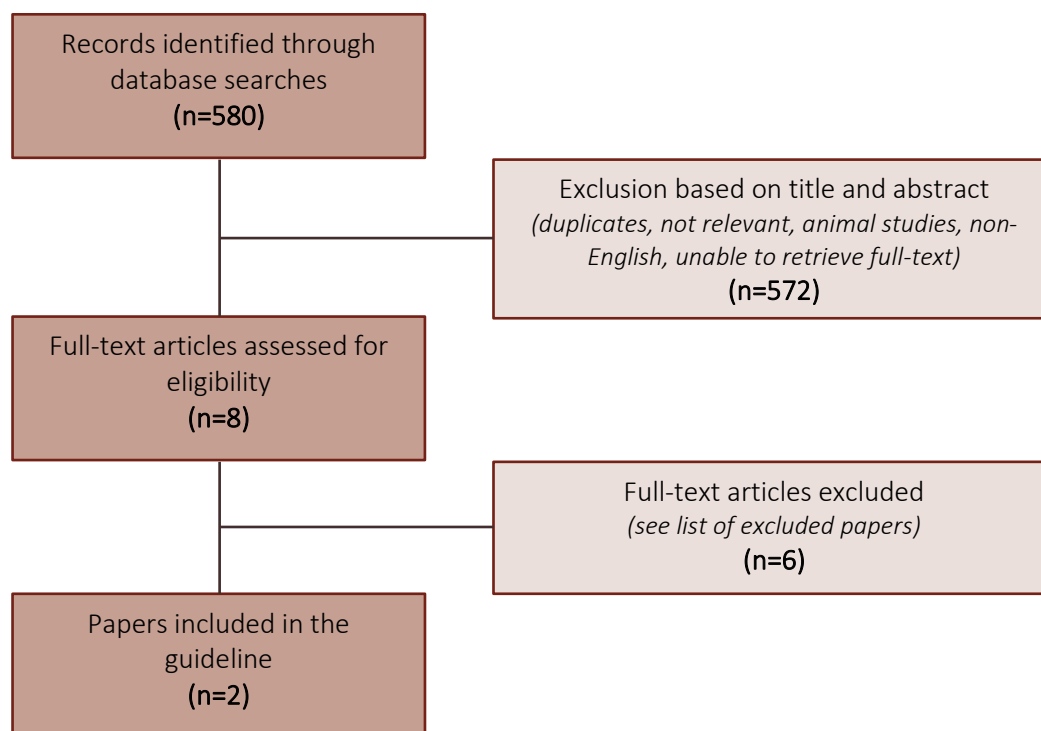 Records identified through
database searches
(n=580)
Exclusion based on title and abstract
(duplicates, not relevant, animal studies, non-
English, unable to retrieve full-text)
(n=572)
Full-text articles assessed for
eligibility
(n=8)
Full-text articles excluded
(see list of excluded papers)
(n=6)
Papers included in the
guideline
(n=2)